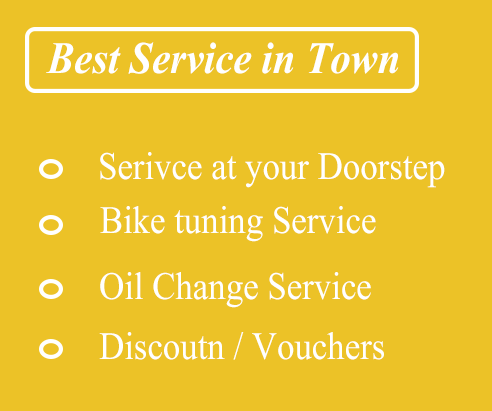 Best Service in Town
Serivce at your Doorstep
Bike tuning Service
Oil Change Service
Discoutn / Vouchers